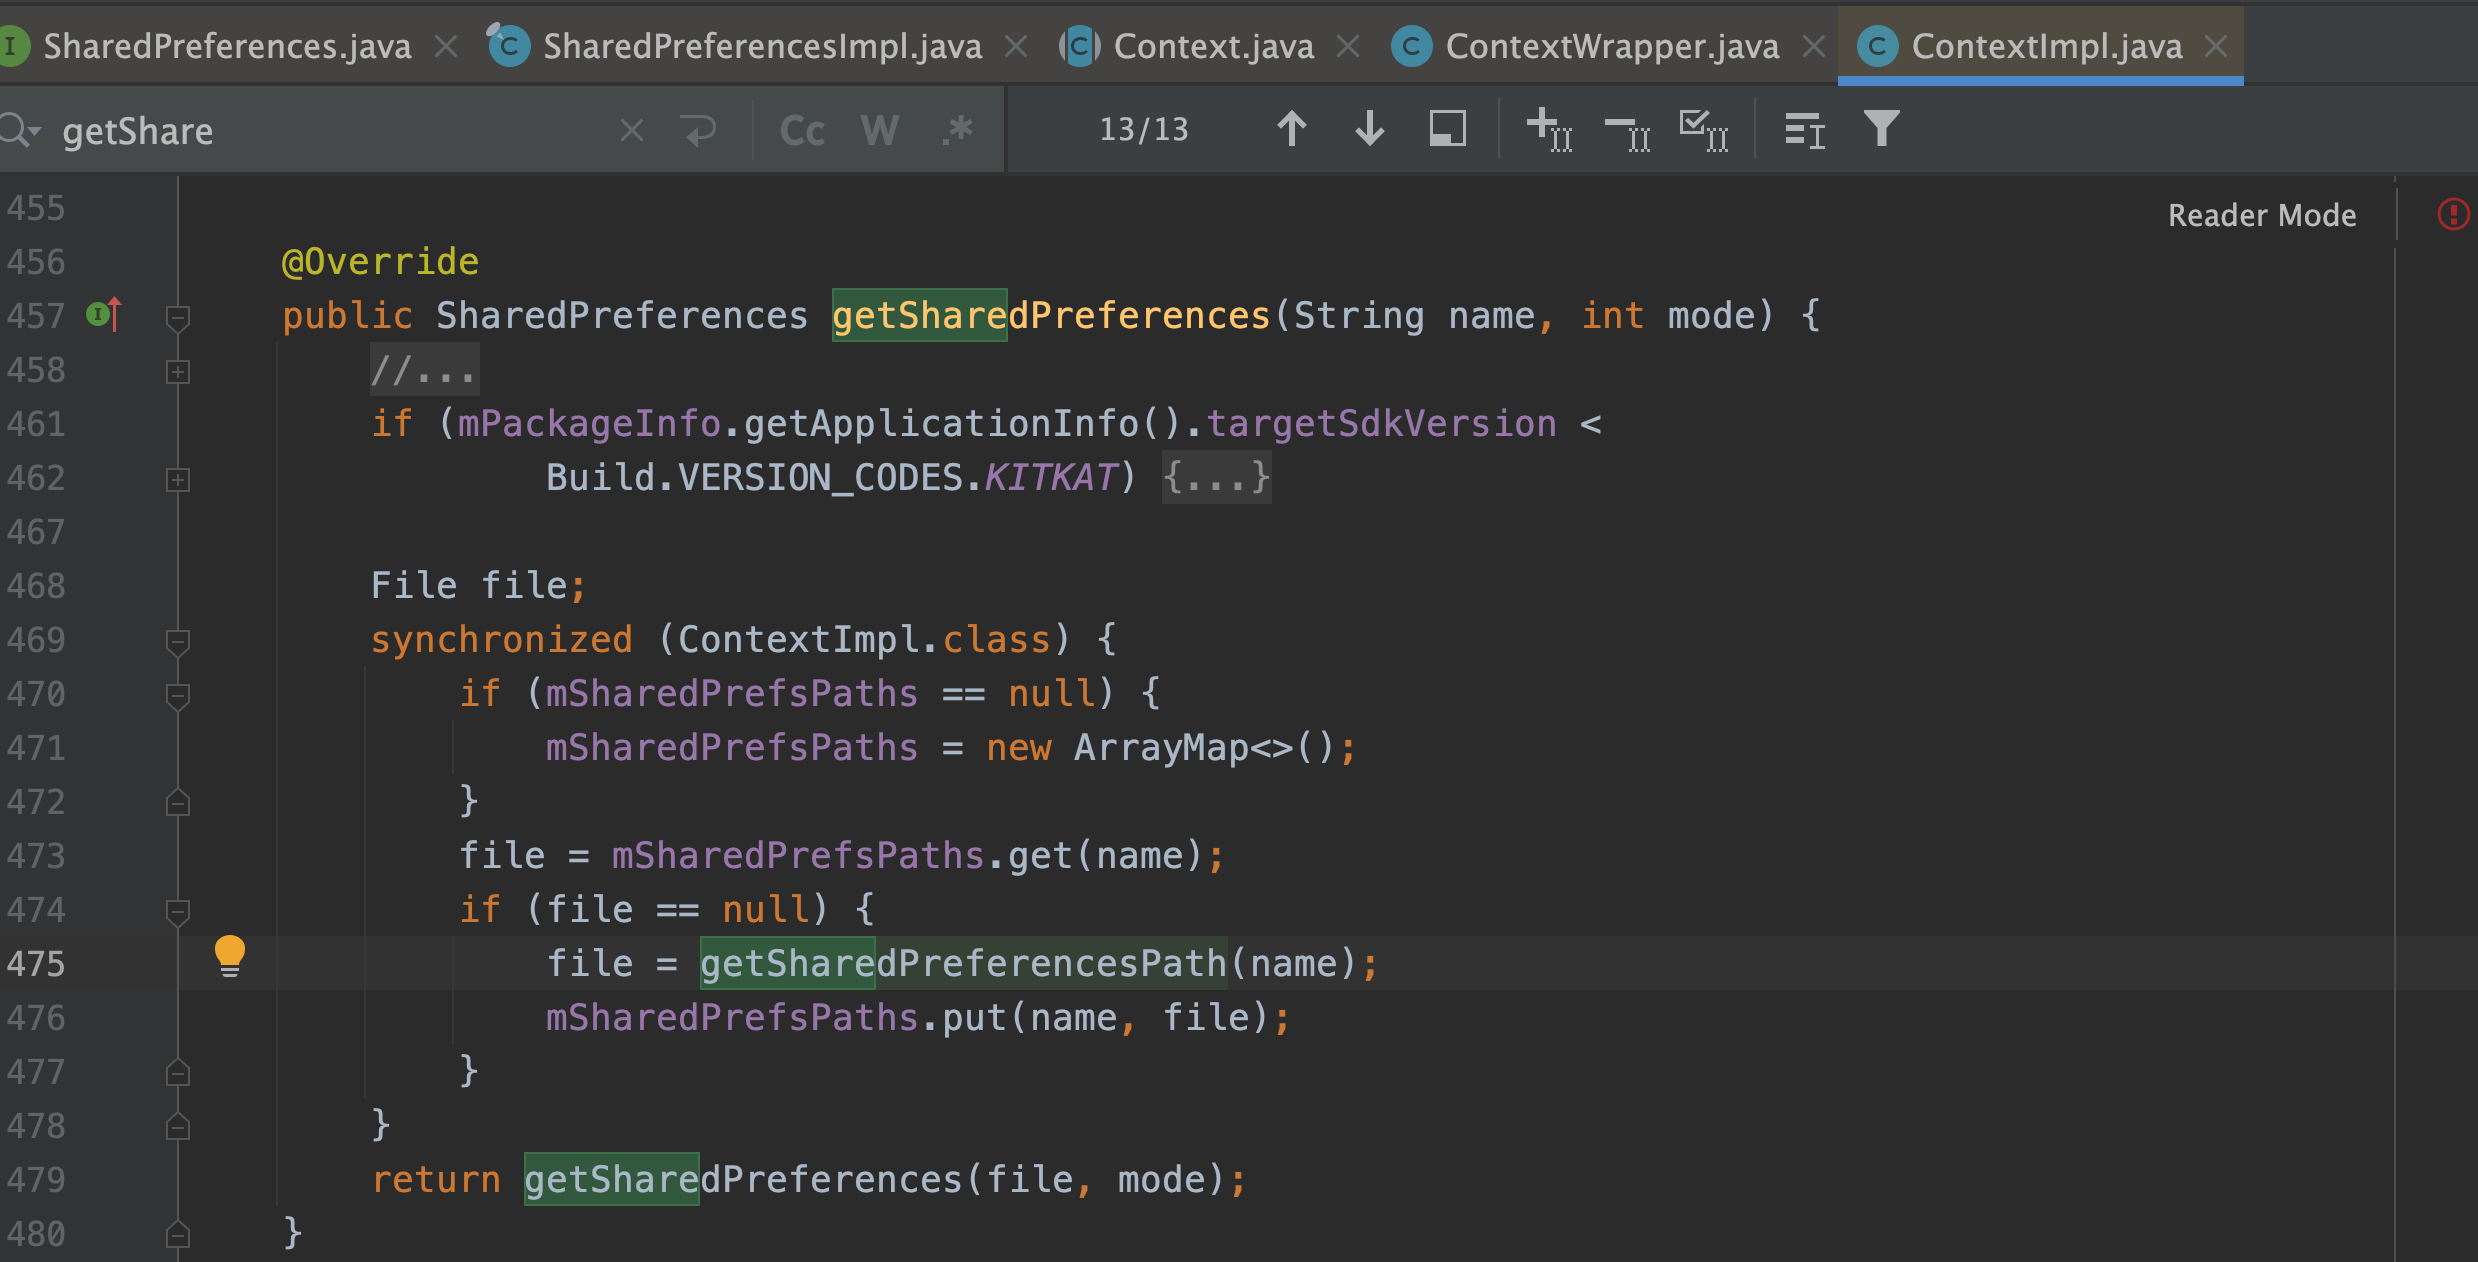 SharedPreferences.java SharedPreferencesImpl.java Context.java ContextWrapper.java ContextImpl.java
getShare Cc W .* 13/13
455 Reader Mode
456 @Override
457 public SharedPreferences getSharedPreferences(String name, int mode) {
458 //...
461 if (mPackageInfo.getApplicationInfo().targetSdkVersion <
462 Build.VERSION_CODES.KITKAT) {...}
467
468 File file;
469 synchronized (ContextImpl.class) {
470 if (mSharedPrefsPaths == null) {
471 mSharedPrefsPaths = new ArrayMap<>();
472 }
473 file = mSharedPrefsPaths.get(name);
474 if (file == null) {
475 file = getSharedPreferencesPath(name);
476 mSharedPrefsPaths.put(name, file);
477 }
478 }
479 return getSharedPreferences(file, mode);
480 }